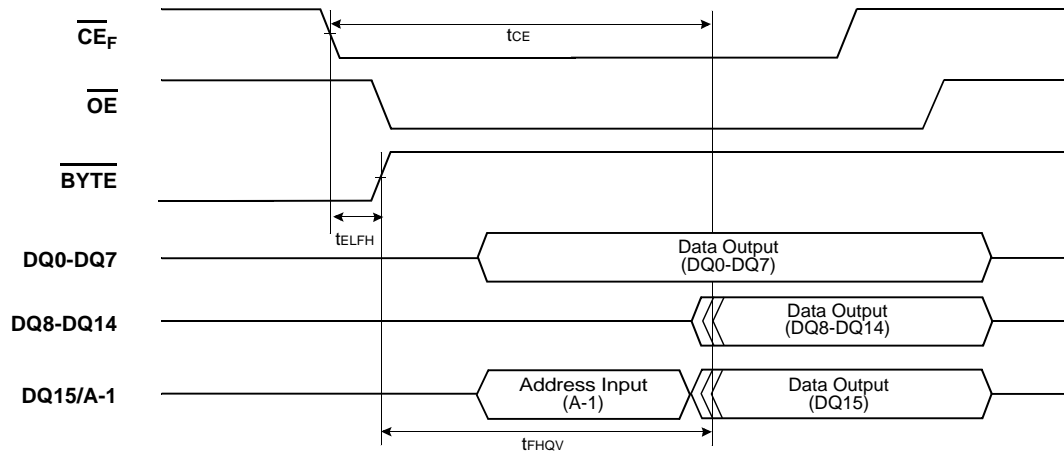 CEF
tCE
OE
BYTE
tELFH
DQ0-DQ7
Data Output
(DQ0-DQ7)
DQ8-DQ14
Data Output
(DQ8-DQ14)
DQ15/A-1
Address Input
(A-1)
Data Output
(DQ15)
tFHQV